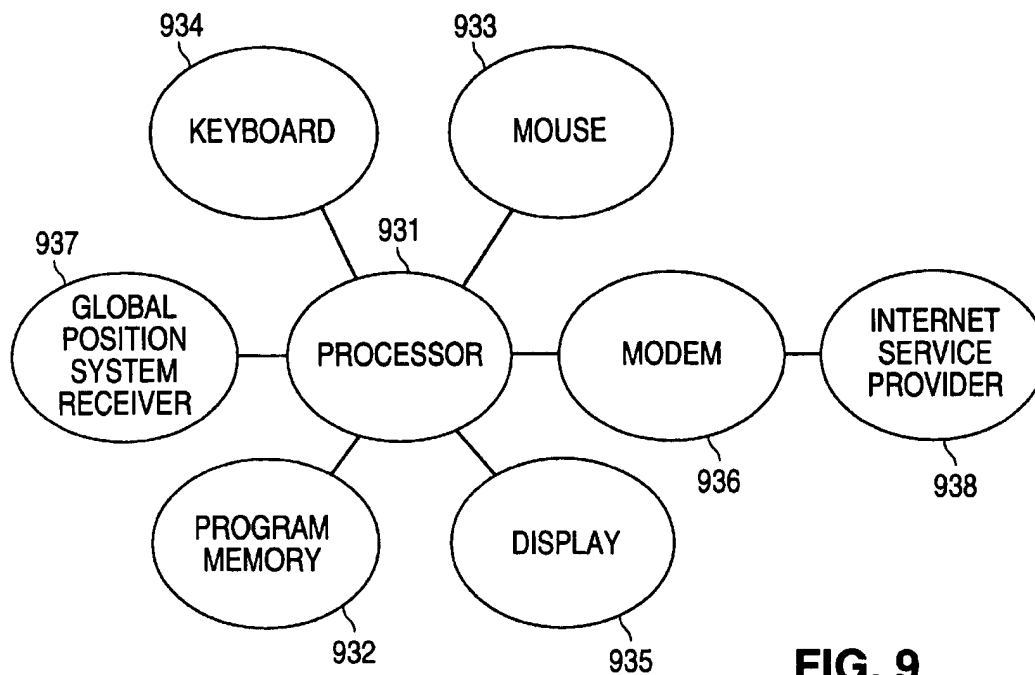 934
933
KEYBOARD
MOUSE
937
931
GLOBAL
POSITION
SYSTEM
RECEIVER
PROCESSOR
MODEM
INTERNET
SERVICE
PROVIDER
936
938
PROGRAM
MEMORY
DISPLAY
932
935
FIG. 9